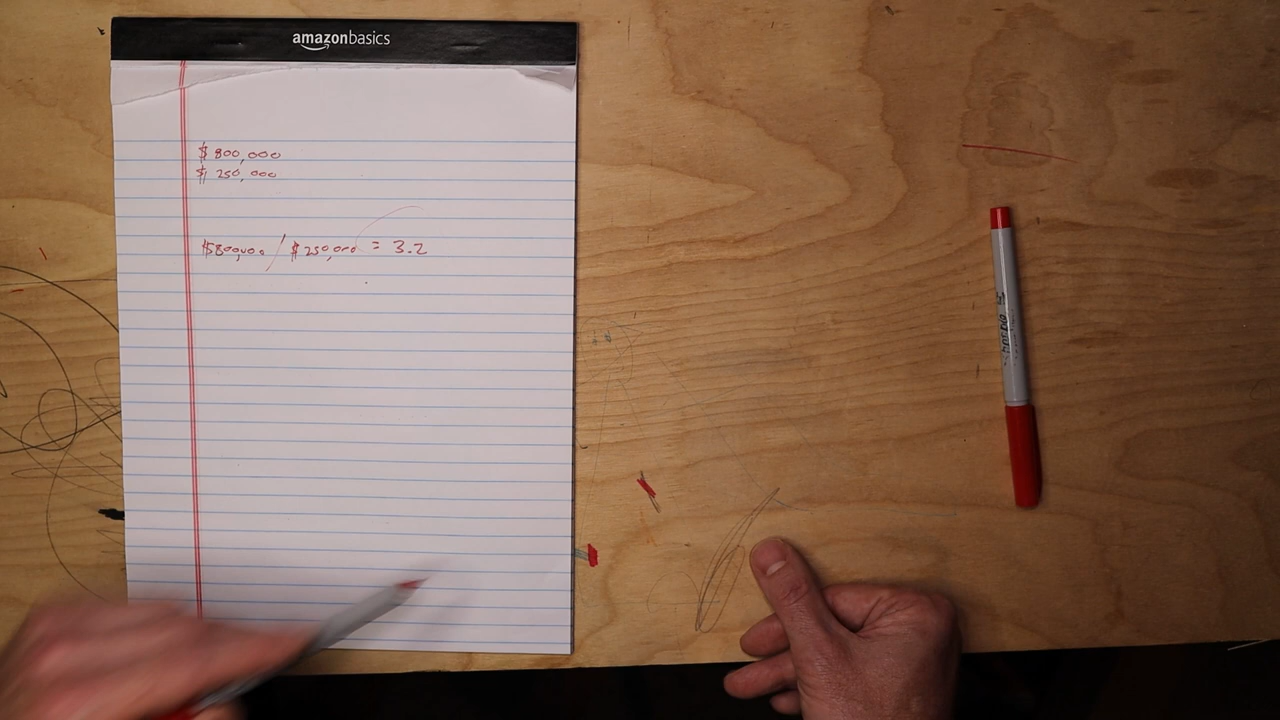 amazonbasics
$ 800,000
$ 250,000
$800,000 / $250,000 = 3.2